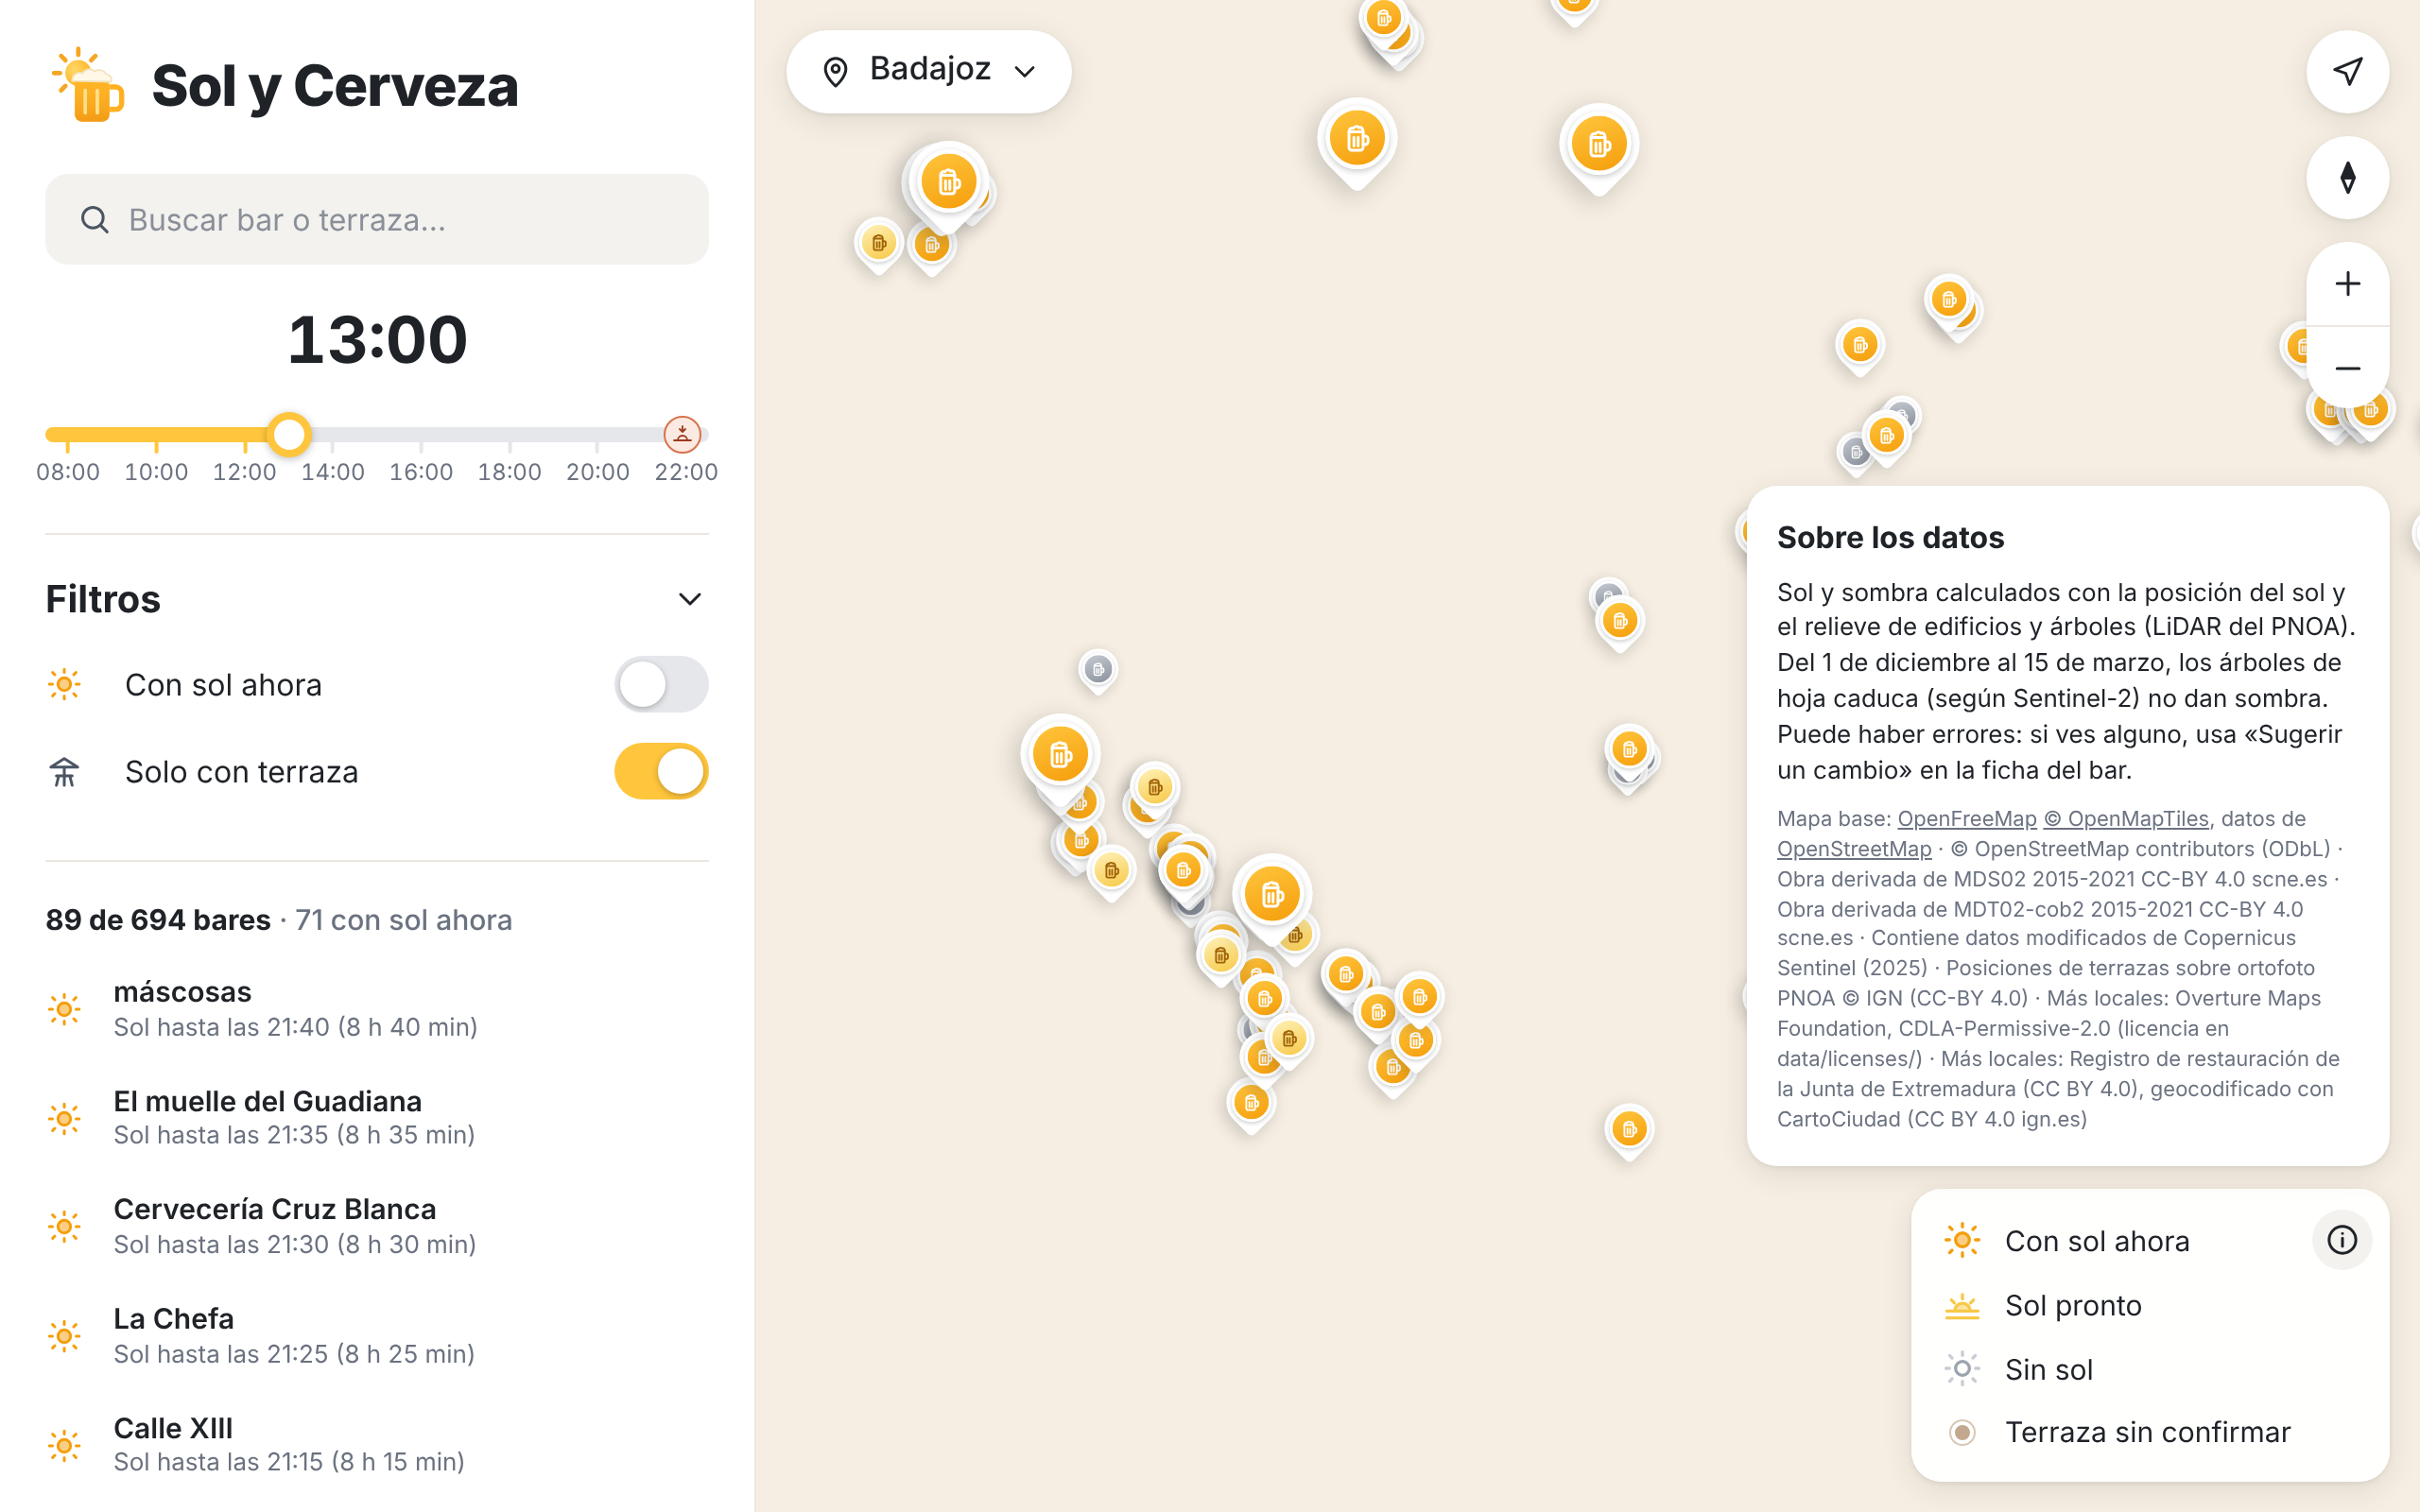 Sol y Cerveza
Buscar bar o terraza...
13:00
08:00 10:00 12:00 14:00 16:00 18:00 20:00 22:00
Filtros
Con sol ahora
Solo con terraza
89 de 694 bares · 71 con sol ahora
máscosas
Sol hasta las 21:40 (8 h 40 min)
El muelle del Guadiana
Sol hasta las 21:35 (8 h 35 min)
Cervecería Cruz Blanca
Sol hasta las 21:30 (8 h 30 min)
La Chefa
Sol hasta las 21:25 (8 h 25 min)
Calle XIII
Sol hasta las 21:15 (8 h 15 min)
Badajoz
Sobre los datos
Sol y sombra calculados con la posición del sol y
el relieve de edificios y árboles (LiDAR del PNOA).
Del 1 de diciembre al 15 de marzo, los árboles de
hoja caduca (según Sentinel-2) no dan sombra.
Puede haber errores: si ves alguno, usa «Sugerir
un cambio» en la ficha del bar.
Mapa base: OpenFreeMap © OpenMapTiles, datos de
OpenStreetMap · © OpenStreetMap contributors (ODbL) ·
Obra derivada de MDS02 2015-2021 CC-BY 4.0 scne.es ·
Obra derivada de MDT02-cob2 2015-2021 CC-BY 4.0
scne.es · Contiene datos modificados de Copernicus
Sentinel (2025) · Posiciones de terrazas sobre ortofoto
PNOA © IGN (CC-BY 4.0) · Más locales: Overture Maps
Foundation, CDLA-Permissive-2.0 (licencia en
data/licenses/) · Más locales: Registro de restauración de
la Junta de Extremadura (CC BY 4.0), geocodificado con
CartoCiudad (CC BY 4.0 ign.es)
Con sol ahora
Sol pronto
Sin sol
Terraza sin confirmar